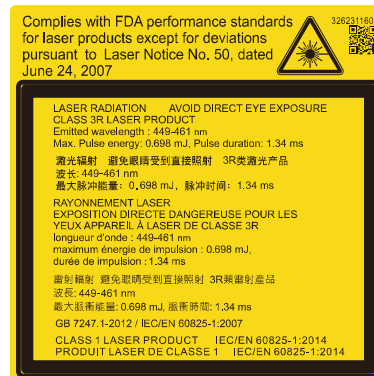 Complies with FDA performance standards
for laser products except for deviations
pursuant to Laser Notice No. 50, dated
June 24, 2007
326231160
LASER RADIATION AVOID DIRECT EYE EXPOSURE
CLASS 3R LASER PRODUCT
Emitted wavelength : 449-461 nm
Max. Pulse energy: 0.698 mJ, Pulse duration: 1.34 ms
激光辐射 避免眼睛受到直接照射 3R类激光产品
波长: 449-461 nm
最大脉冲能量: 0.698 mJ, 脉冲时间: 1.34 ms
RAYONNEMENT LASER
EXPOSITION DIRECTE DANGEREUSE POUR LES
YEUX APPAREIL À LASER DE CLASSE 3R
longueur d'onde : 449-461 nm
maximum énergie de impulsion : 0.698 mJ,
durée de impulsion : 1.34 ms
雷射輻射 避免眼睛受到直接照射 3R類雷射產品
波長: 449-461 nm
最大脈衝能量: 0.698 mJ, 脈衝時間: 1.34 ms
GB 7247.1-2012 / IEC/EN 60825-1:2007
CLASS 1 LASER PRODUCT IEC/EN 60825-1:2014
PRODUIT LASER DE CLASSE 1 IEC/EN 60825-1:2014